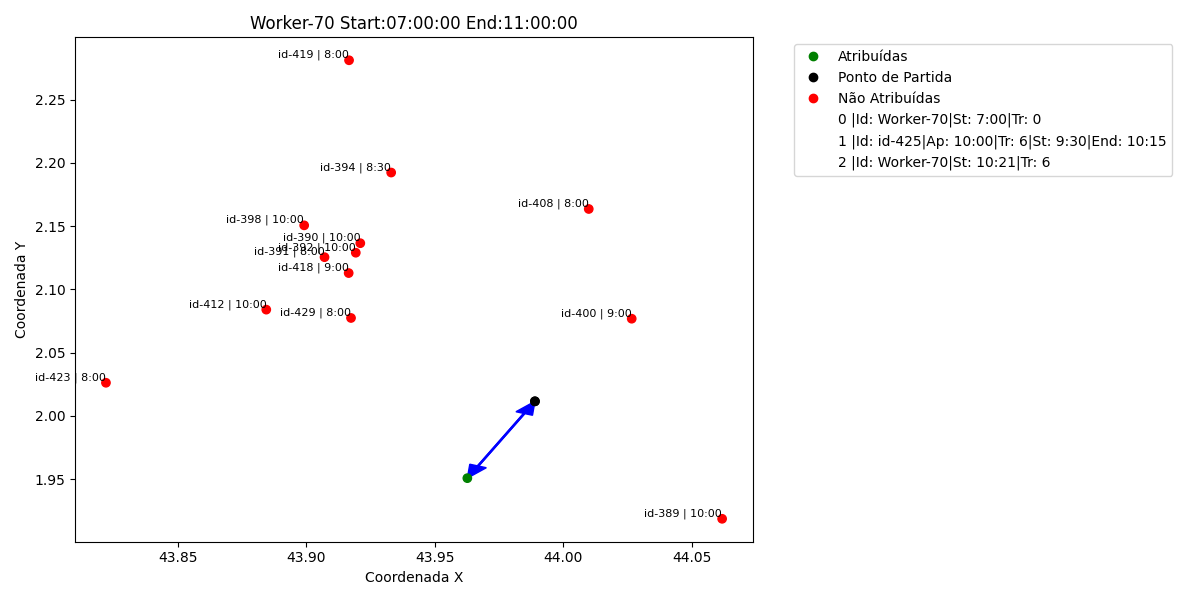 Worker-70 Start:07:00:00 End:11:00:00
Coordenada Y
2.25
2.20
2.15
2.10
2.05
2.00
1.95
id-419 | 8:00
id-394 | 8:30
id-408 | 8:00
id-398 | 10:00
id-390 | 10:00
id-392 | 10:00
id-391 | 8:00
id-418 | 9:00
id-412 | 10:00
id-429 | 8:00
id-400 | 9:00
id-423 | 8:00
id-389 | 10:00
43.85
43.90
43.95
44.00
44.05
Coordenada X
Atribuídas
Ponto de Partida
Não Atribuídas
0 |Id: Worker-70|St: 7:00|Tr: 0
1 |Id: id-425|Ap: 10:00|Tr: 6|St: 9:30|End: 10:15
2 |Id: Worker-70|St: 10:21|Tr: 6